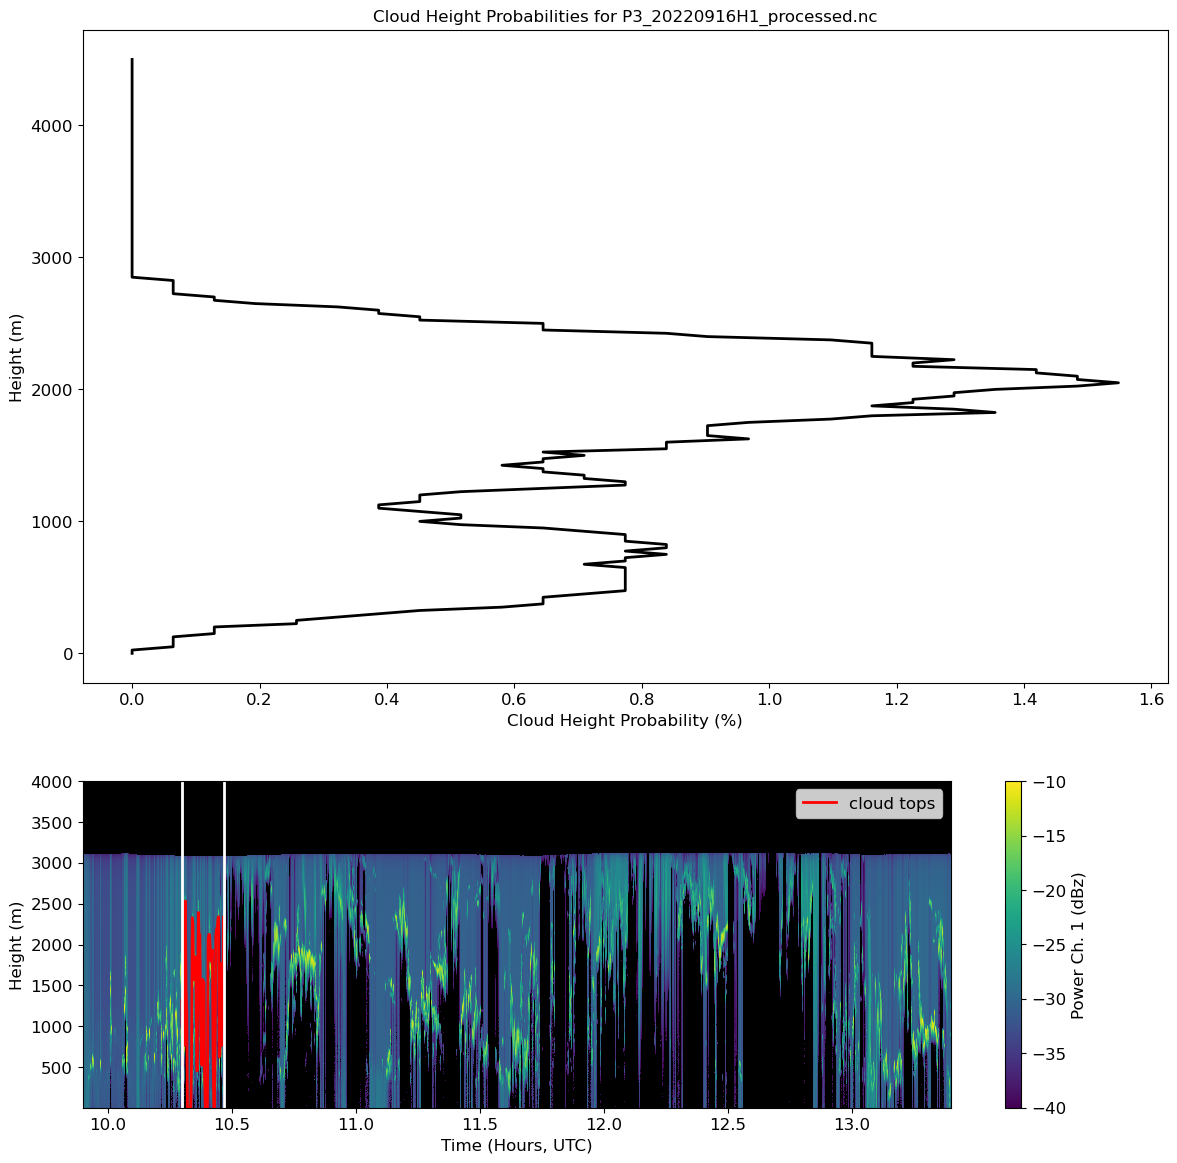 Cloud Height Probabilities for P3_20220916H1_processed.nc
4000
3000
2000
1000
0
Height (m)
0.0 0.2 0.4 0.6 0.8 1.0 1.2 1.4 1.6
Cloud Height Probability (%)
4000
3500
3000
2500
2000
1500
1000
500
Height (m)
cloud tops
10.0 10.5 11.0 11.5 12.0 12.5 13.0
Time (Hours, UTC)
−10
−15
−20
−25
−30
−35
−40
Power Ch. 1 (dBz)